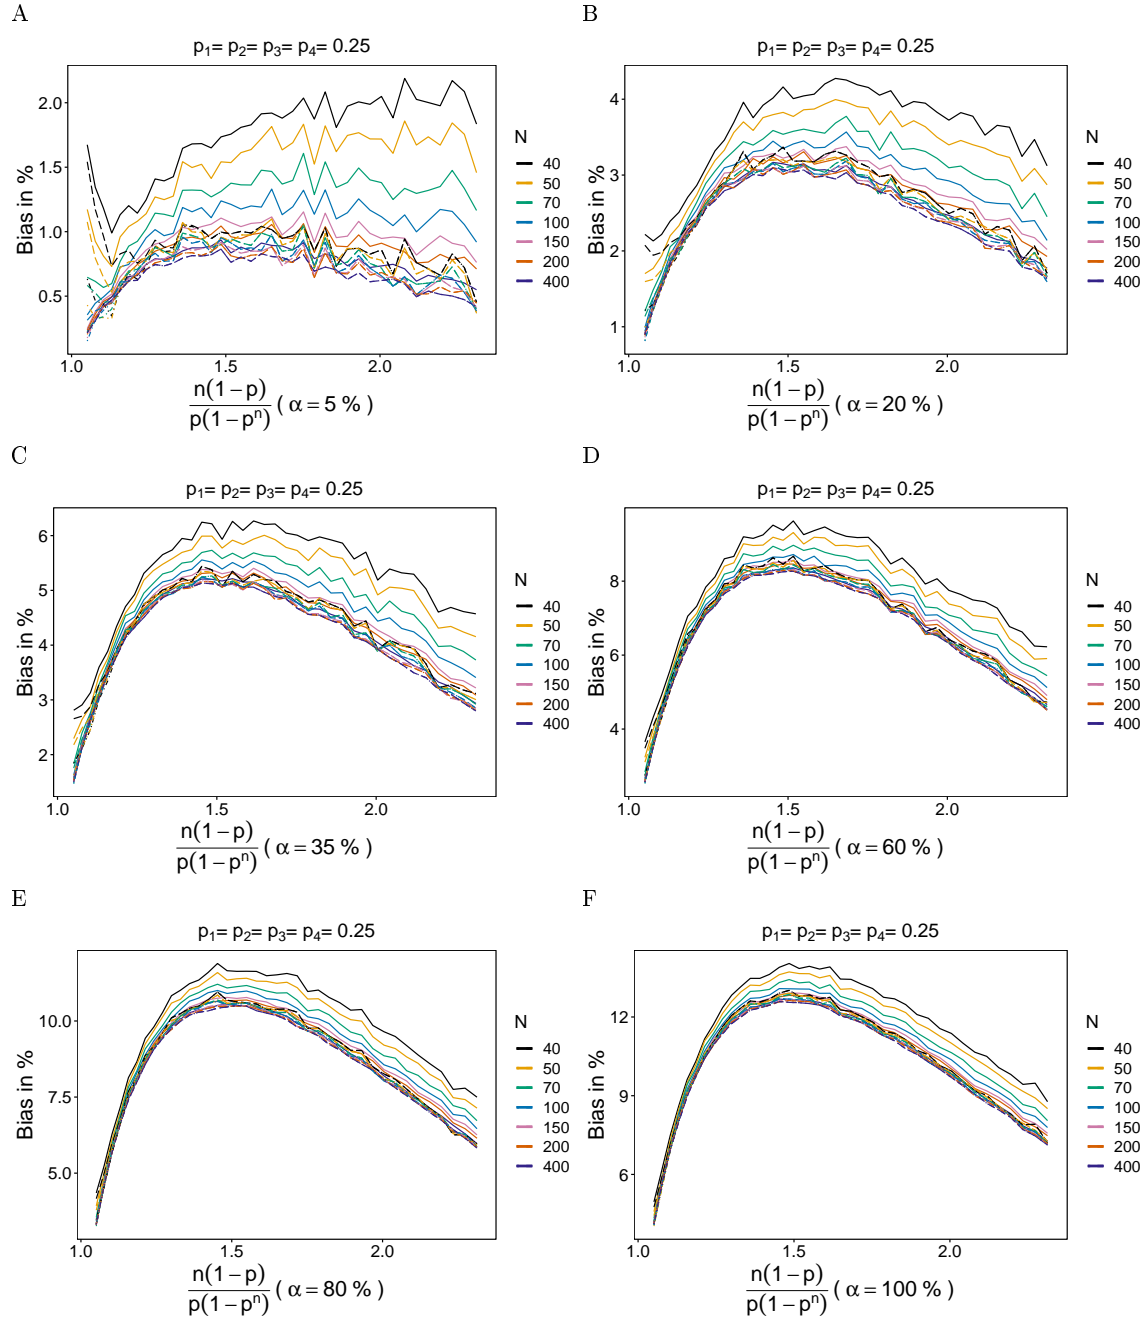 A
p1= p2= p3= p4= 0.25
Bias in %
2.0
1.5
1.0
0.5
1.0 1.5 2.0
n(1−p)
p(1−pⁿ) ( α = 5 % )
N
40
50
70
100
150
200
400
B
p1= p2= p3= p4= 0.25
Bias in %
4
3
2
1
1.0 1.5 2.0
n(1−p)
p(1−pⁿ) ( α = 20 % )
N
40
50
70
100
150
200
400
C
p1= p2= p3= p4= 0.25
Bias in %
6
5
4
3
2
1.0 1.5 2.0
n(1−p)
p(1−pⁿ) ( α = 35 % )
N
40
50
70
100
150
200
400
D
p1= p2= p3= p4= 0.25
Bias in %
8
6
4
1.0 1.5 2.0
n(1−p)
p(1−pⁿ) ( α = 60 % )
N
40
50
70
100
150
200
400
E
p1= p2= p3= p4= 0.25
Bias in %
10.0
7.5
5.0
1.0 1.5 2.0
n(1−p)
p(1−pⁿ) ( α = 80 % )
N
40
50
70
100
150
200
400
F
p1= p2= p3= p4= 0.25
Bias in %
12
9
6
1.0 1.5 2.0
n(1−p)
p(1−pⁿ) ( α = 100 % )
N
40
50
70
100
150
200
400